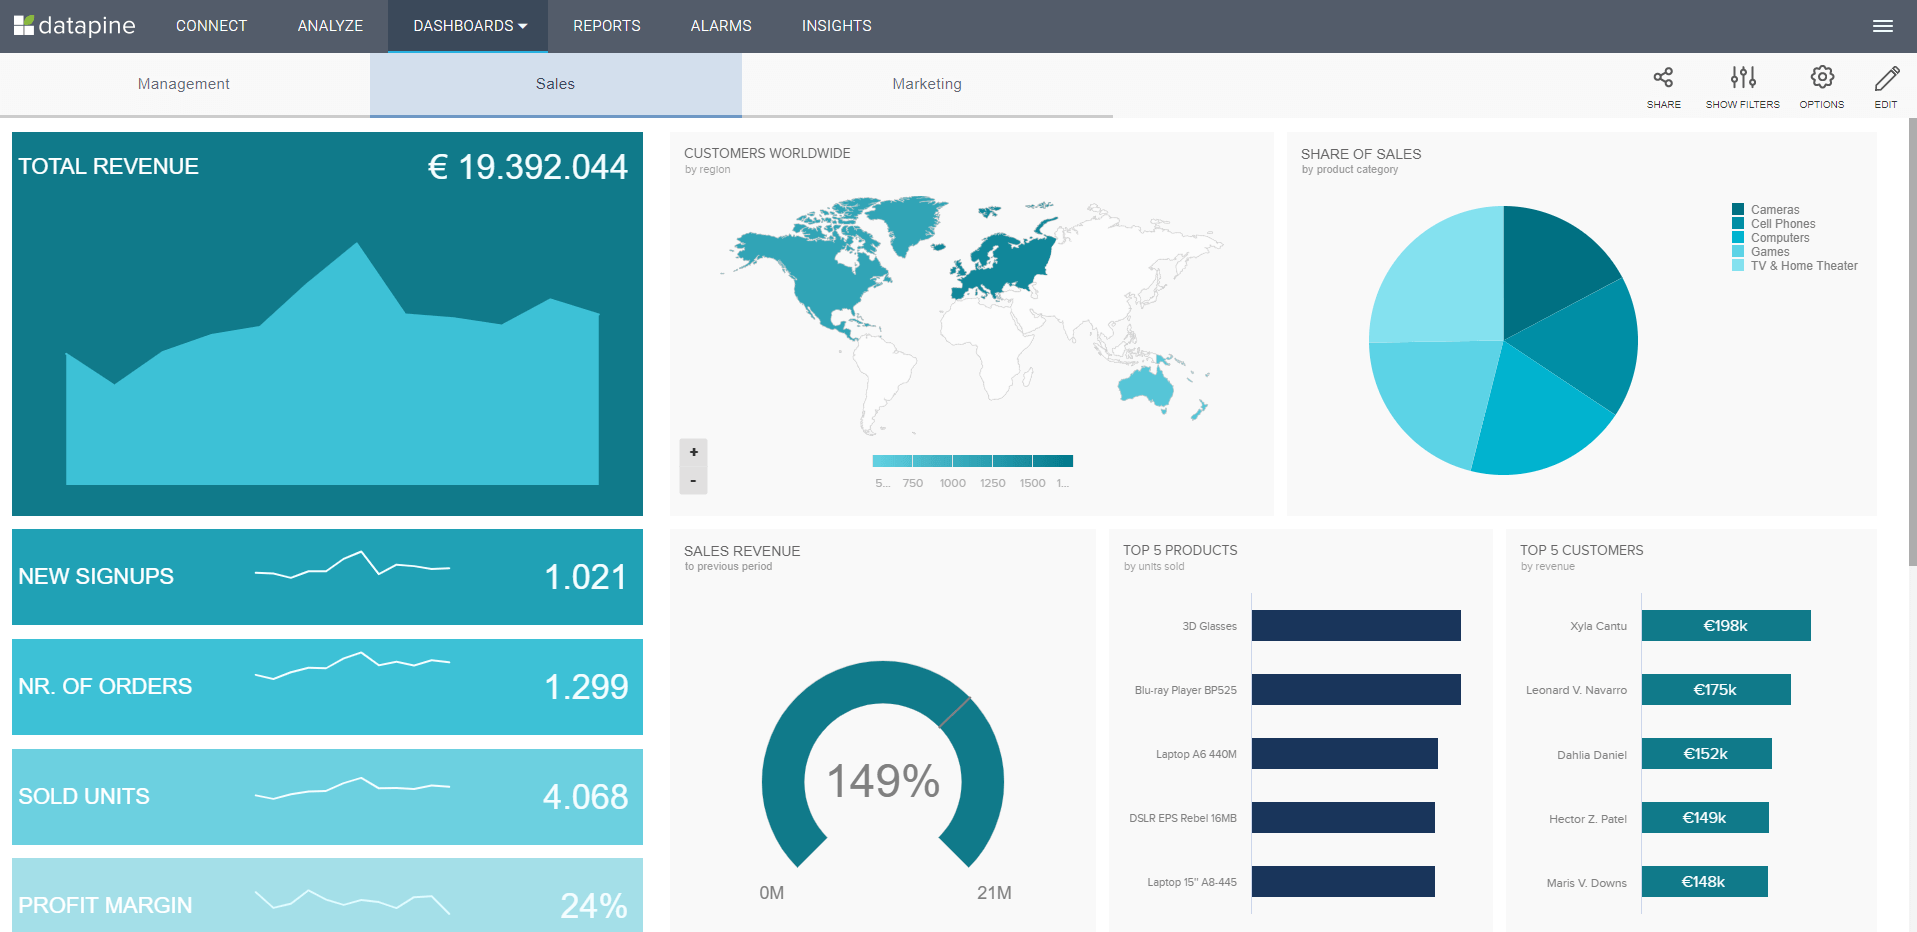 datapine
CONNECT
ANALYZE
DASHBOARDS
REPORTS
ALARMS
INSIGHTS
Management
Sales
Marketing
SHARE
SHOW FILTERS
OPTIONS
EDIT
TOTAL REVENUE
€ 19.392.044
CUSTOMERS WORLDWIDE
by region
+
-
5...
750
1000
1250
1500
1...
SHARE OF SALES
by product category
Cameras
Cell Phones
Computers
Games
TV & Home Theater
NEW SIGNUPS
1.021
NR. OF ORDERS
1.299
SOLD UNITS
4.068
PROFIT MARGIN
24%
SALES REVENUE
to previous period
149%
0M
21M
TOP 5 PRODUCTS
by units sold
3D Glasses
Blu-ray Player BP525
Laptop A6 440M
DSLR EPS Rebel 16MB
Laptop 15" A8-445
TOP 5 CUSTOMERS
by revenue
Xyla Cantu
€198k
Leonard V. Navarro
€175k
Dahlia Daniel
€152k
Hector Z. Patel
€149k
Maris V. Downs
€148k